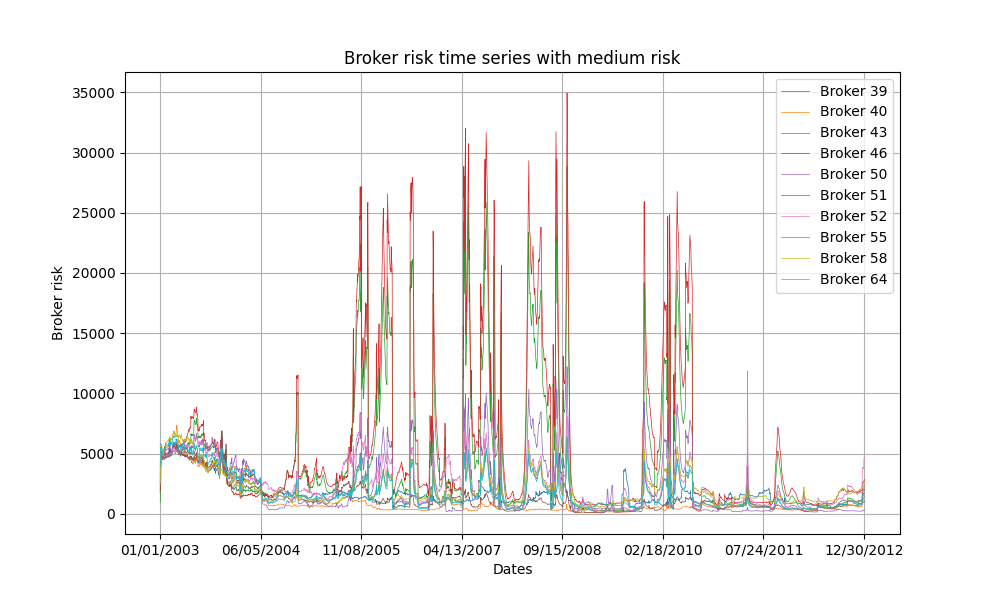 Broker risk time series with medium risk
Broker risk
35000
30000
25000
20000
15000
10000
5000
0
Broker 39
Broker 40
Broker 43
Broker 46
Broker 50
Broker 51
Broker 52
Broker 55
Broker 58
Broker 64
01/01/2003 06/05/2004 11/08/2005 04/13/2007 09/15/2008 02/18/2010 07/24/2011 12/30/2012
Dates